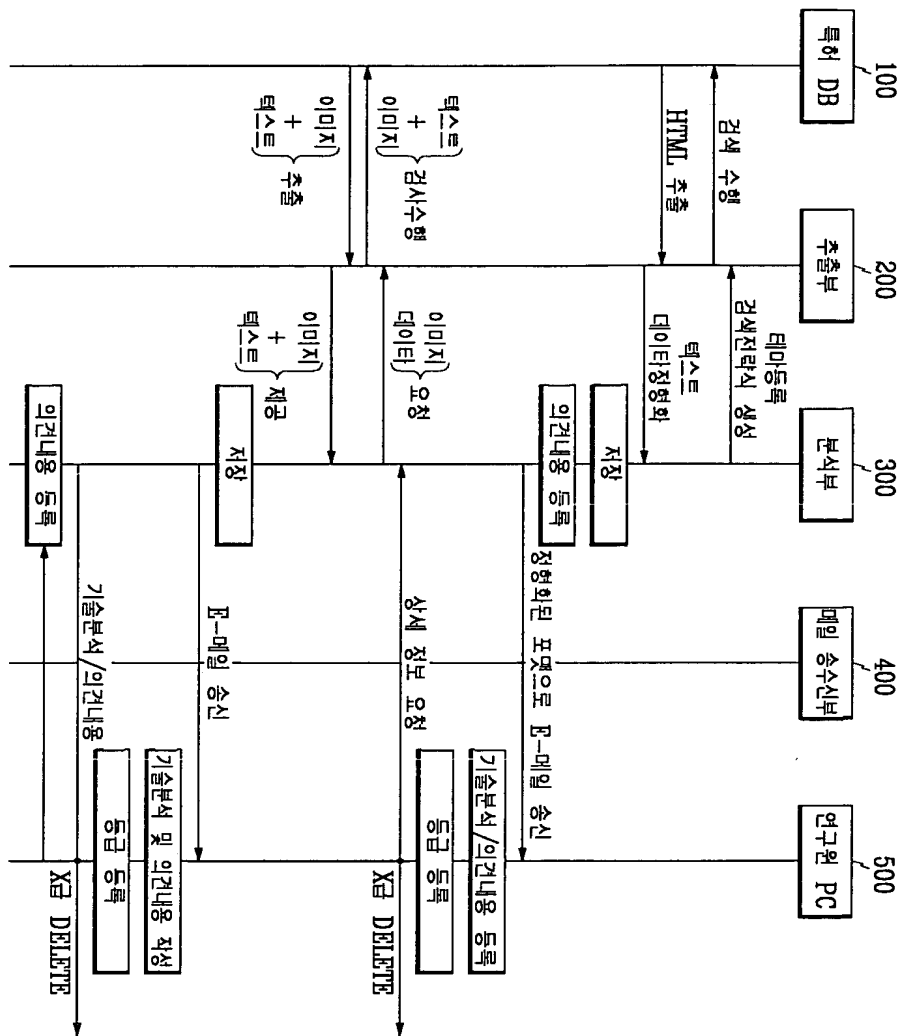 100
200
300
400
500
특허 DB
추출부
분석부
메일 송수신부
연구원 PC
테마등록
검색전략식 생성
검색 수행
HTML 추출
텍스트
데이타정형화
저장
의견내용 등록
정형화된 포맷으로 E-메일 송신
기술분석/의견내용 등록
등급 등록
상세 정보 요청
X급 DELETE
이미지
데이타
요청
텍스트
+
이미지
검사수행
이미지
+
텍스트
추출
이미지
+
텍스트
제공
저장
E-메일 송신
기술분석 및 의견내용 작성
등급 등록
기술분석/의견내용
X급 DELETE
의견내용 등록